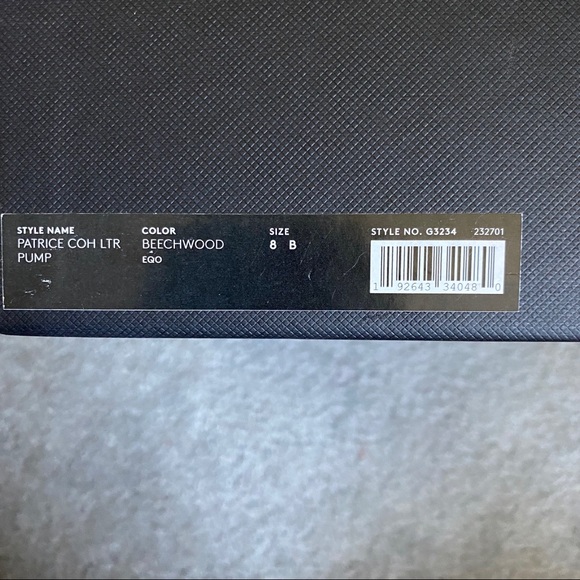 STYLE NAME
PATRICE COH LTR
PUMP
COLOR
BEECHWOOD
EQO
SIZE
8 B
STYLE NO. G3234 232701
1 92643 34048 0